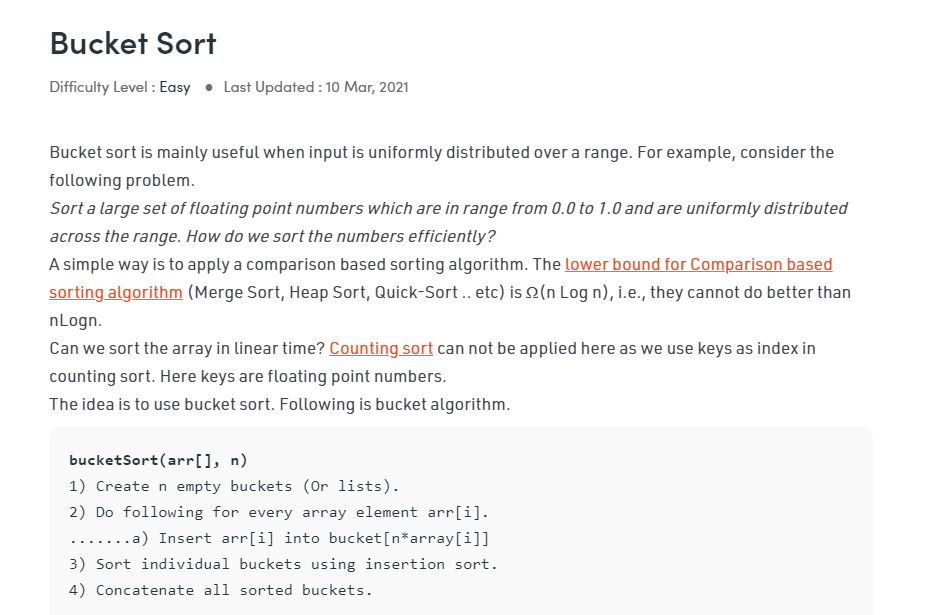 Bucket Sort
Difficulty Level : Easy ● Last Updated : 10 Mar, 2021
Bucket sort is mainly useful when input is uniformly distributed over a range. For example, consider the
following problem.
Sort a large set of floating point numbers which are in range from 0.0 to 1.0 and are uniformly distributed
across the range. How do we sort the numbers efficiently?
A simple way is to apply a comparison based sorting algorithm. The lower bound for Comparison based
sorting algorithm (Merge Sort, Heap Sort, Quick-Sort .. etc) is Ω(n Log n), i.e., they cannot do better than
nLogn.
Can we sort the array in linear time? Counting sort can not be applied here as we use keys as index in
counting sort. Here keys are floating point numbers.
The idea is to use bucket sort. Following is bucket algorithm.
bucketSort(arr[], n)
1) Create n empty buckets (Or lists).
2) Do following for every array element arr[i].
.......a) Insert arr[i] into bucket[n*array[i]]
3) Sort individual buckets using insertion sort.
4) Concatenate all sorted buckets.